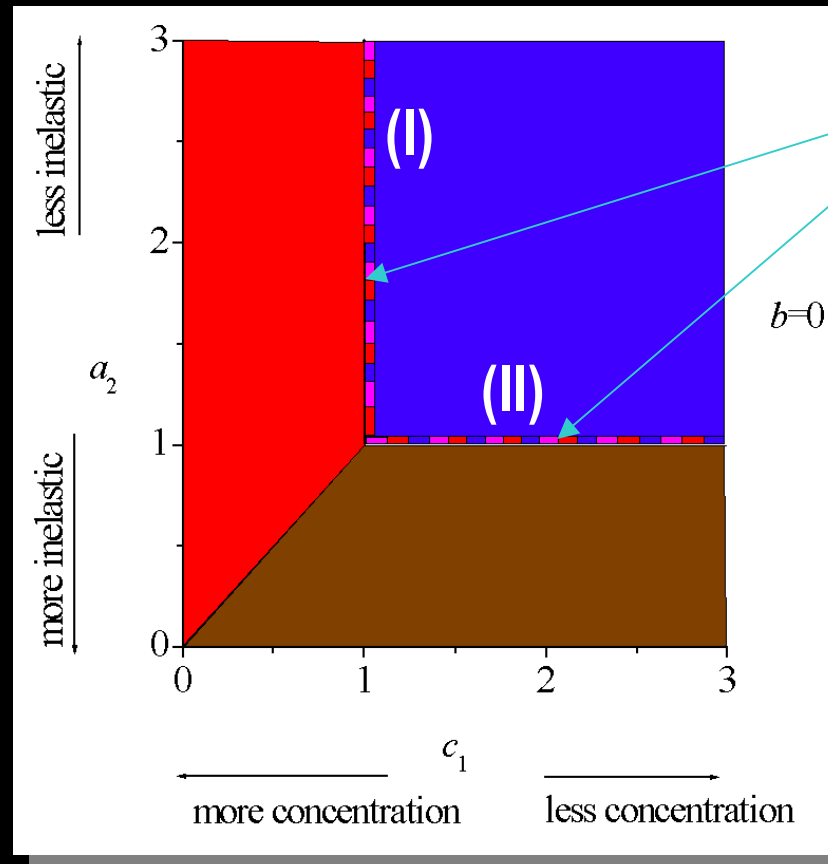 3
less inelastic
(I)
2
b=0
a2
(II)
1
more inelastic
0
0 1 2 3
c1
more concentration less concentration